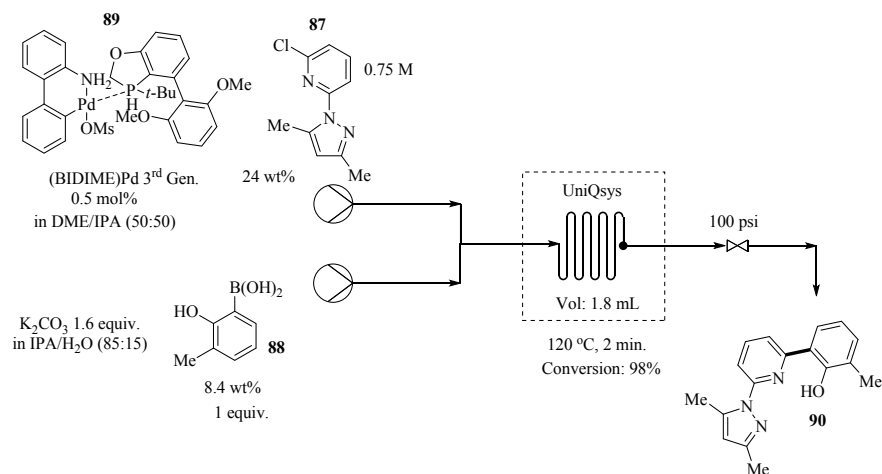 89
NH2
Pd
OMs
O
P
H
t-Bu
MeO
OMe
(BIDIME)Pd 3rd Gen.
0.5 mol%
in DME/IPA (50:50)
87
Cl
N
0.75 M
N
N
Me
Me
24 wt%
K2CO3 1.6 equiv.
in IPA/H2O (85:15)
B(OH)2
HO
Me
88
8.4 wt%
1 equiv.
UniQsys
Vol: 1.8 mL
120 °C, 2 min.
Conversion: 98%
100 psi
N
HO
Me
Me
N
N
Me
90